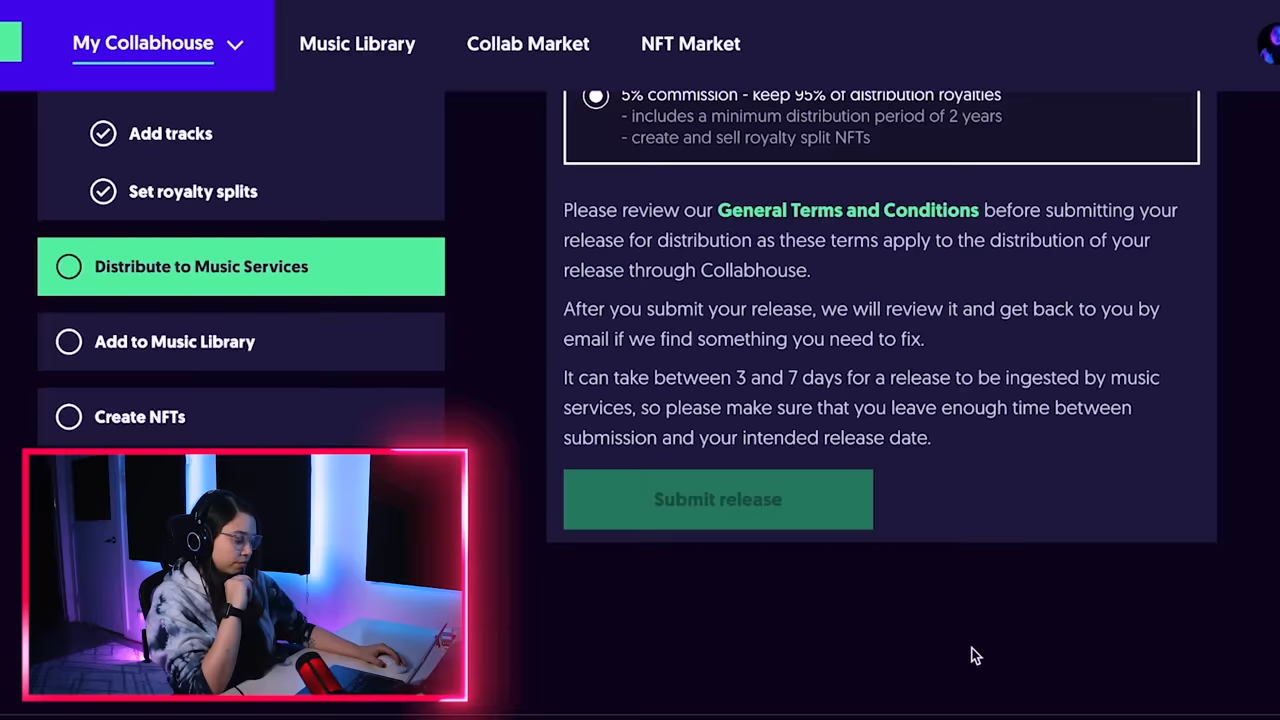 My Collabhouse
Music Library
Collab Market
NFT Market
Add tracks
Set royalty splits
Distribute to Music Services
Add to Music Library
Create NFTs
5% commission - keep 95% of distribution royalties
- includes a minimum distribution period of 2 years
- create and sell royalty split NFTs
Please review our General Terms and Conditions before submitting your
release for distribution as these terms apply to the distribution of your
release through Collabhouse.
After you submit your release, we will review it and get back to you by
email if we find something you need to fix.
It can take between 3 and 7 days for a release to be ingested by music
services, so please make sure that you leave enough time between
submission and your intended release date.
Submit release